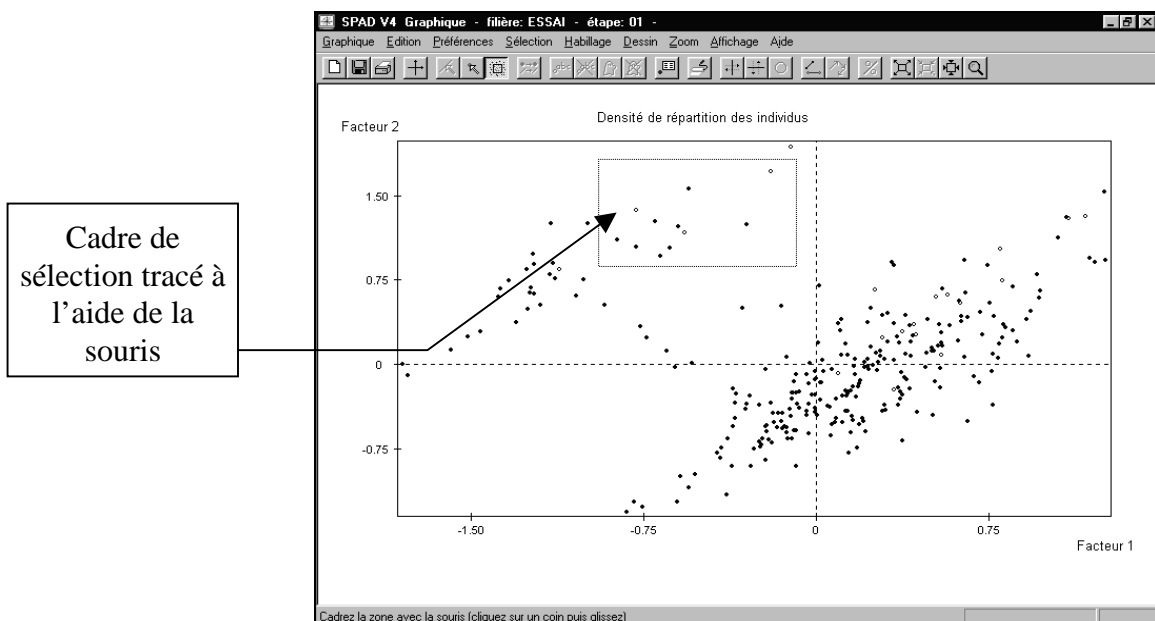 SPAD V4 Graphique - filière: ESSAI - étape: 01 -
Graphique Edition Préférences Sélection Habillage Dessin Zoom Affichage Aide
Densité de répartition des individus
Facteur 2
1.50
0.75
0
-0.75
-1.50 -0.75 0 0.75
Facteur 1
Cadrez la zone avec la souris (cliquez sur un coin puis glissez)
Cadre de
sélection tracé à
l'aide de la
souris